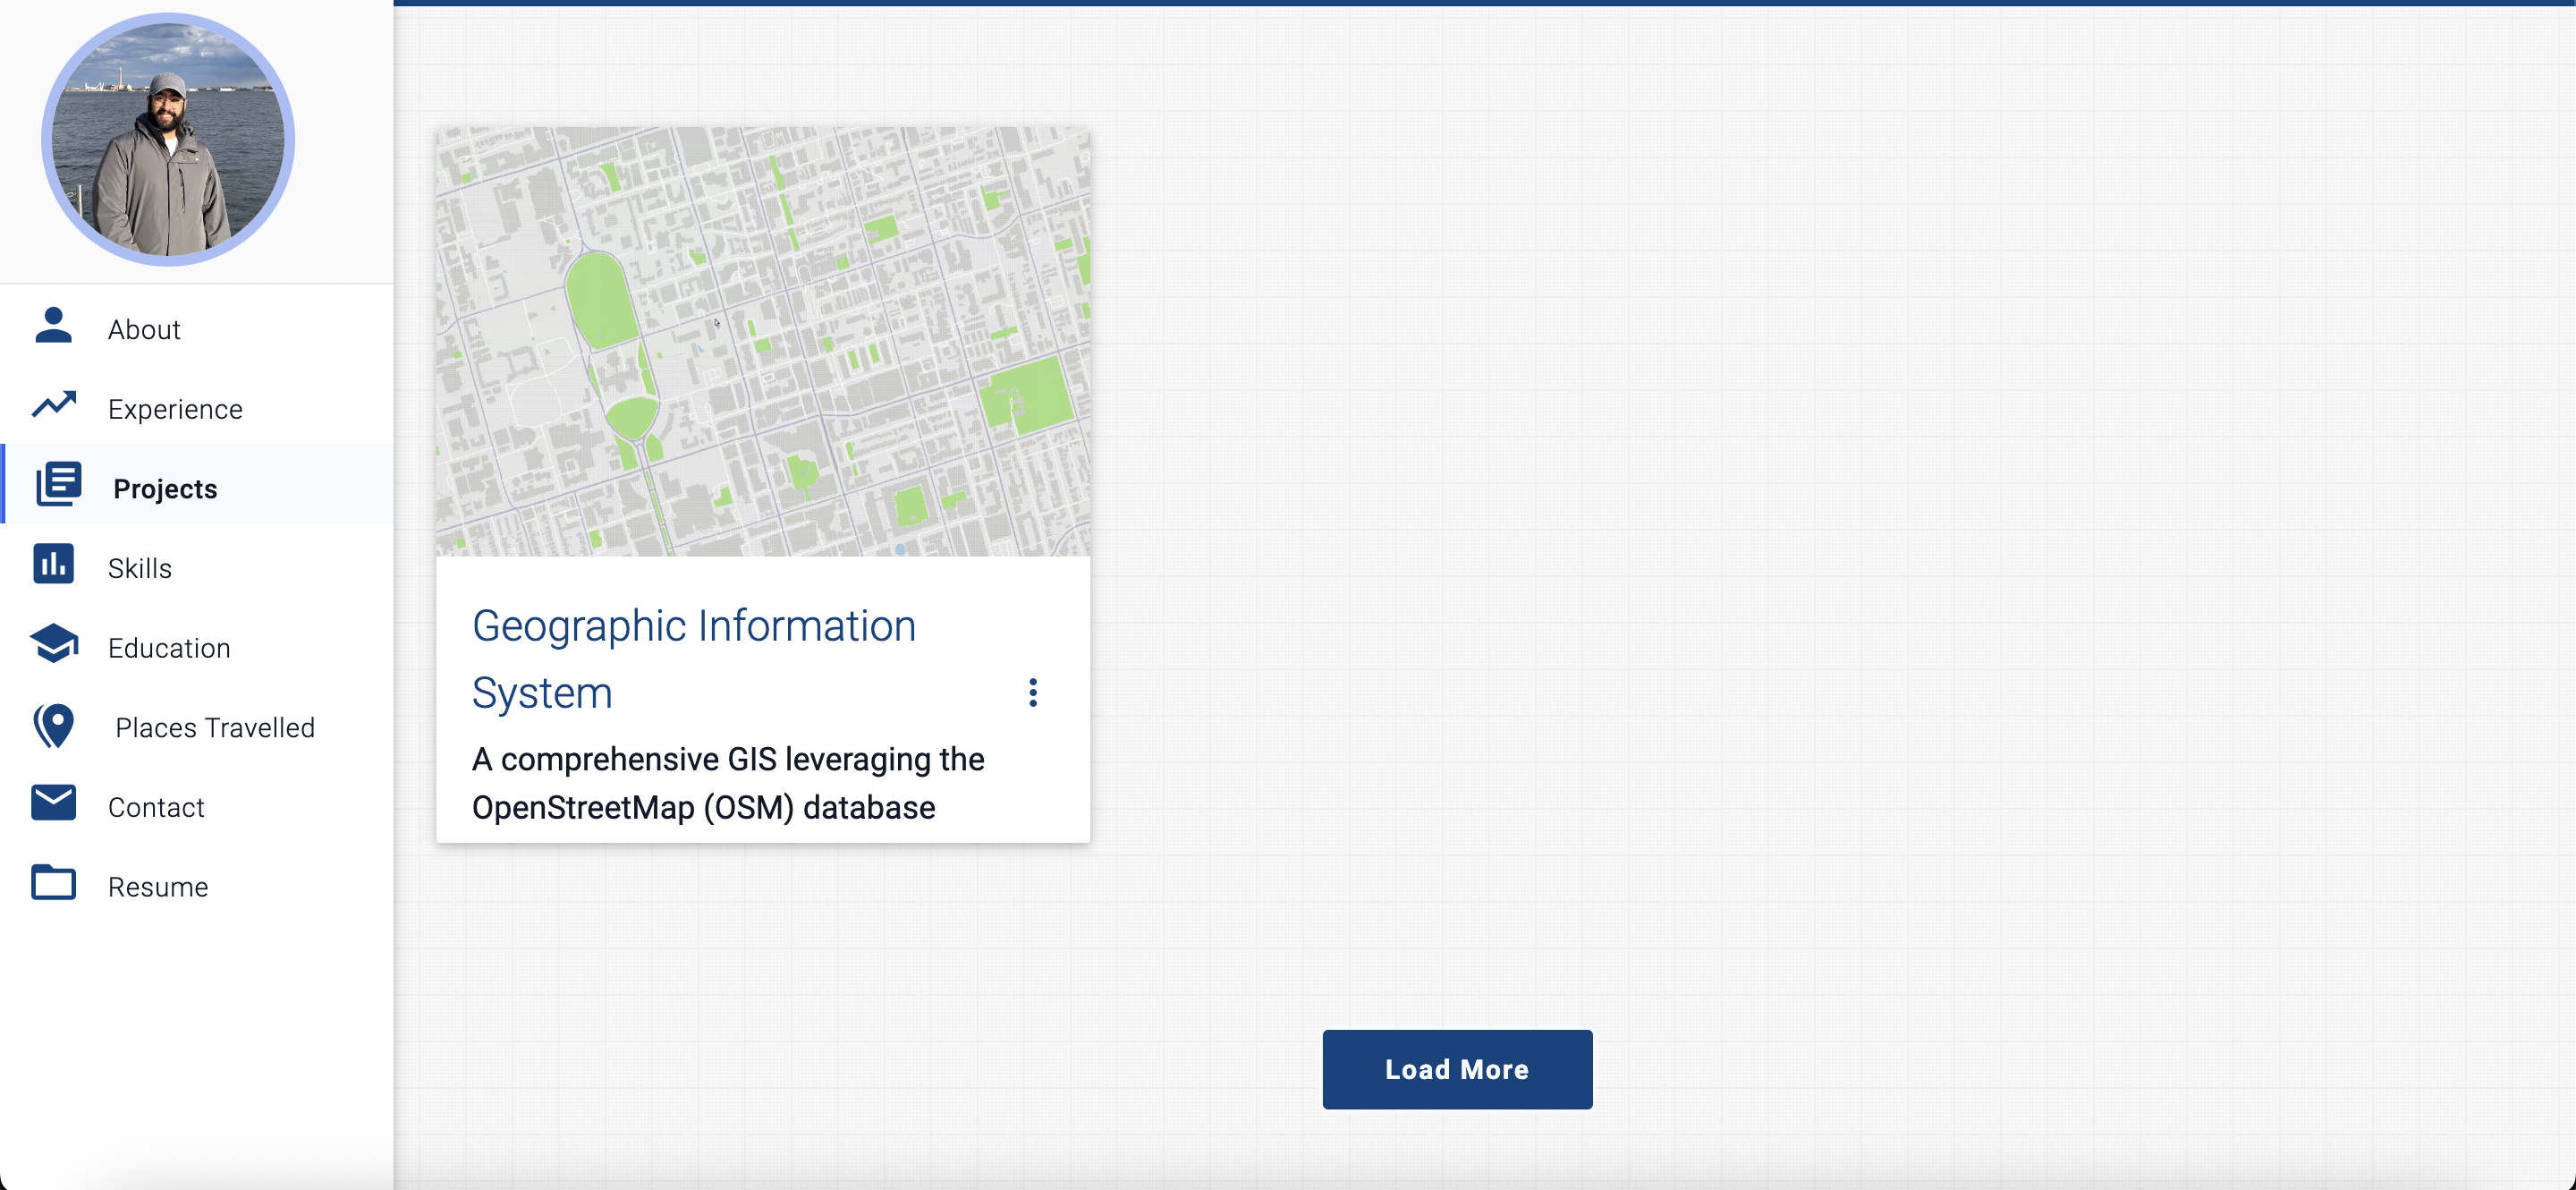 About
Experience
Projects
Skills
Education
Places Travelled
Contact
Resume
Geographic Information
System
A comprehensive GIS leveraging the
OpenStreetMap (OSM) database
Load More